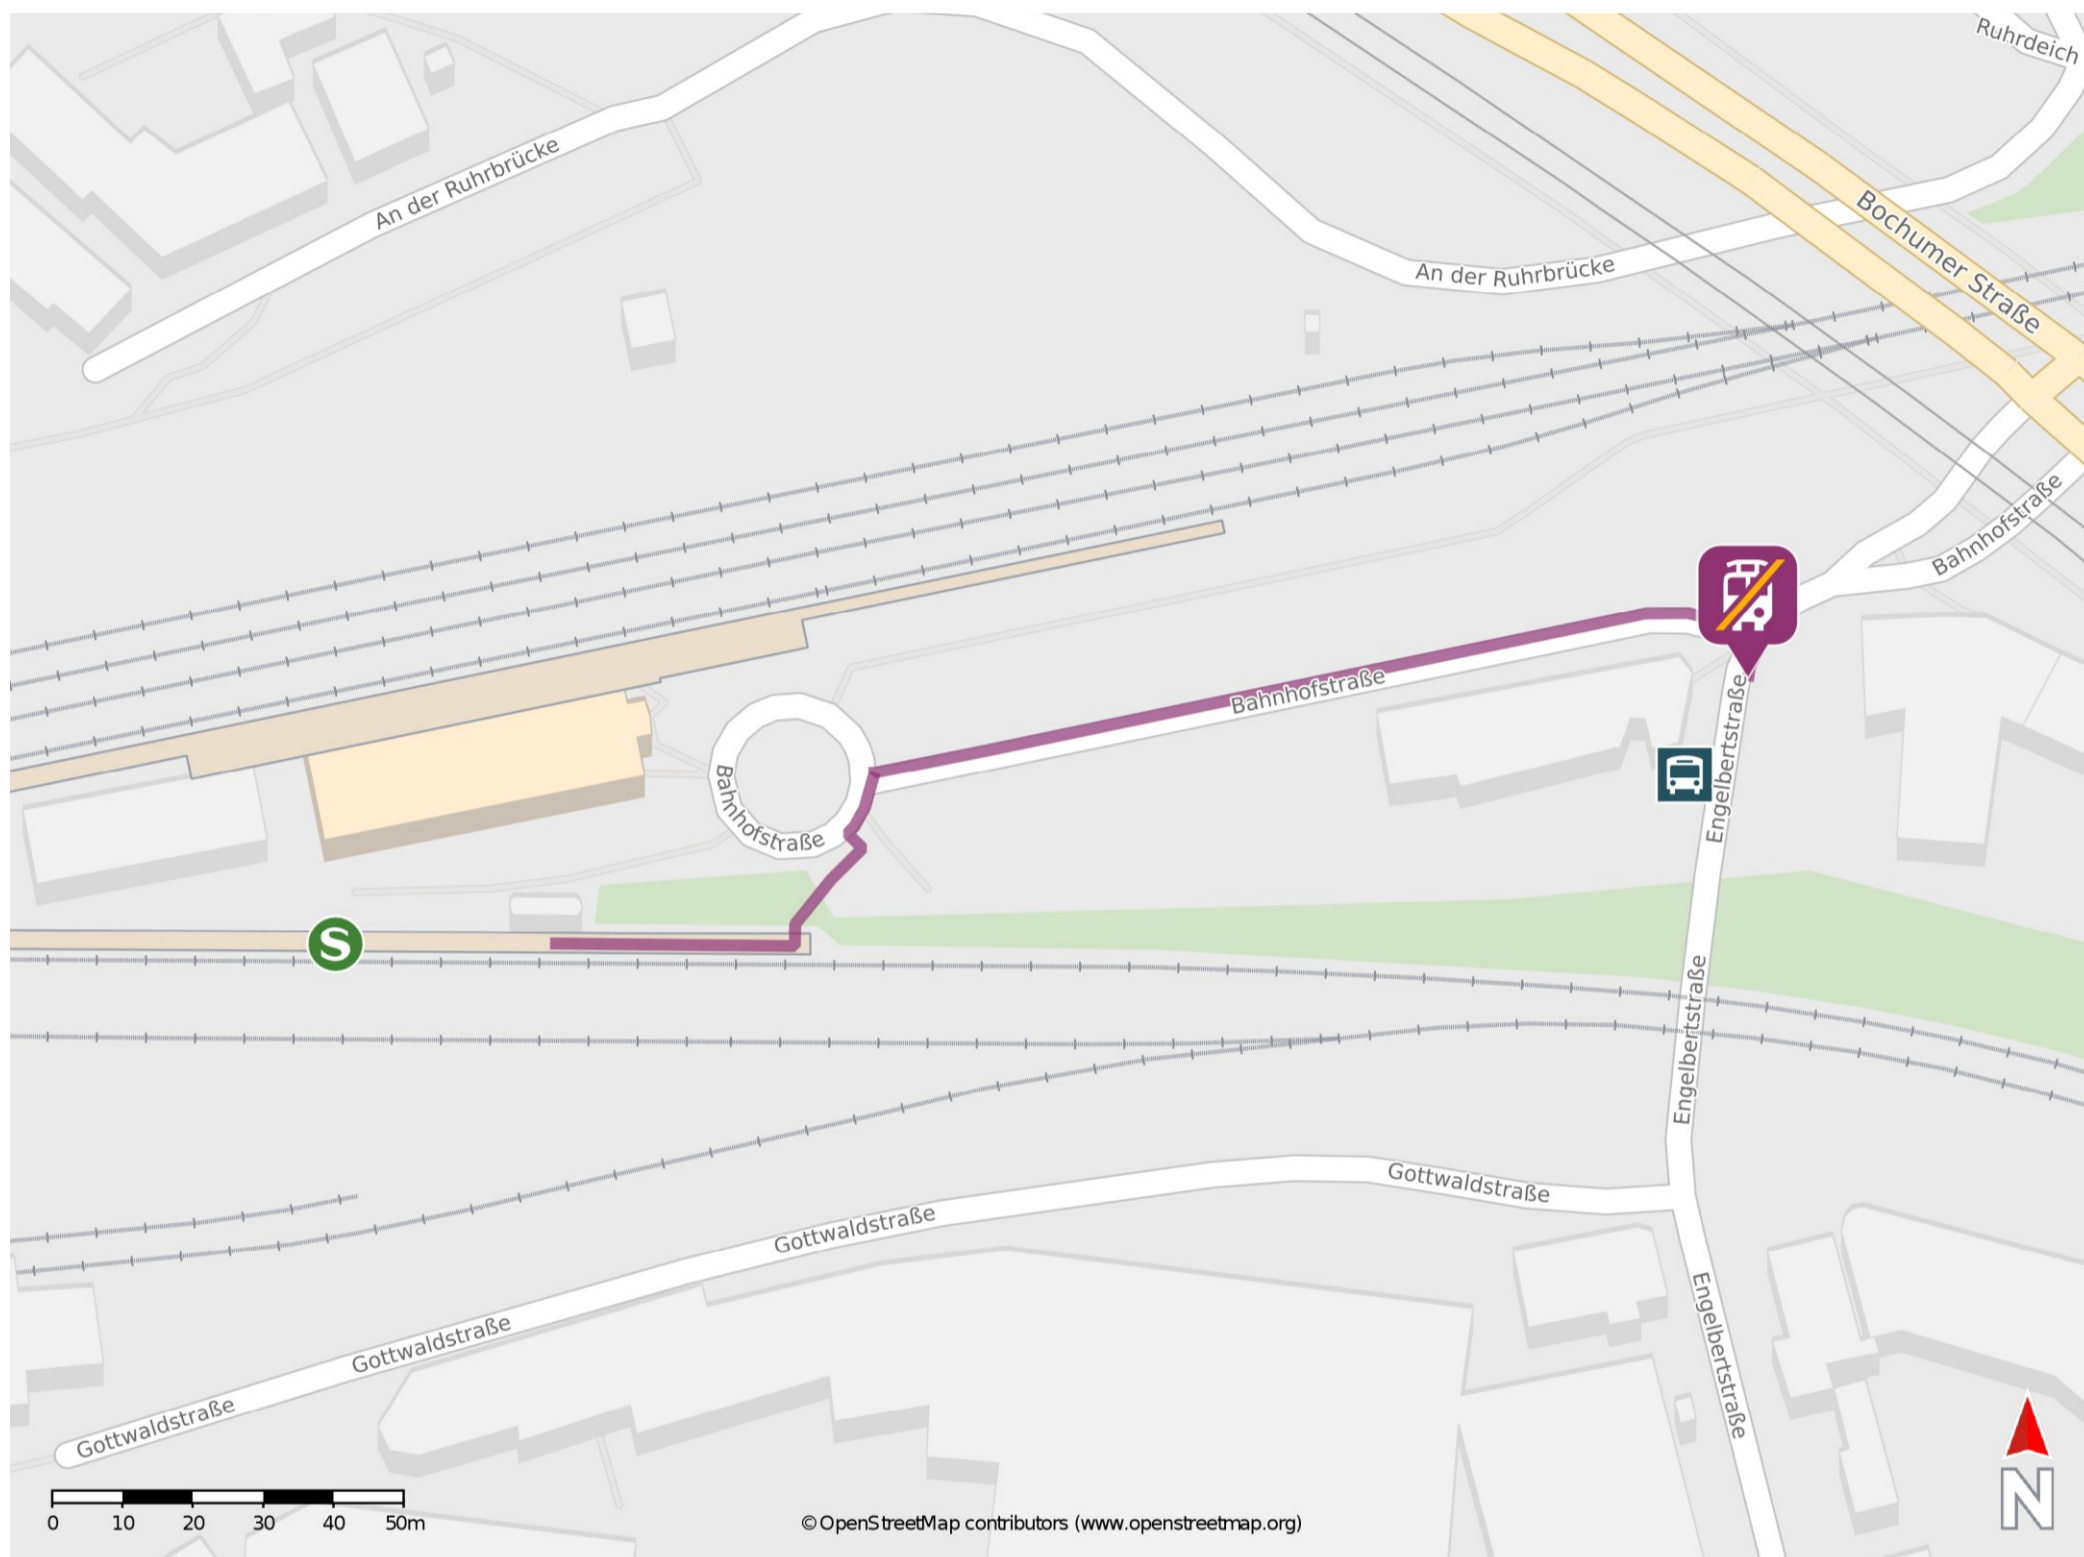 Ruhrdeich
An der Ruhrbrücke
Bochumer Straße
An der Ruhrbrücke
Bahnhofstraße
Bahnhofstraße
Engelbertstraße
Bahnhofstraße
S
Engelbertstraße
Gottwaldstraße
Gottwaldstraße
Engelbertstraße
Gottwaldstraße
Gottwaldstraße
N
0 10 20 30 40 50m
© OpenStreetMap contributors (www.openstreetmap.org)